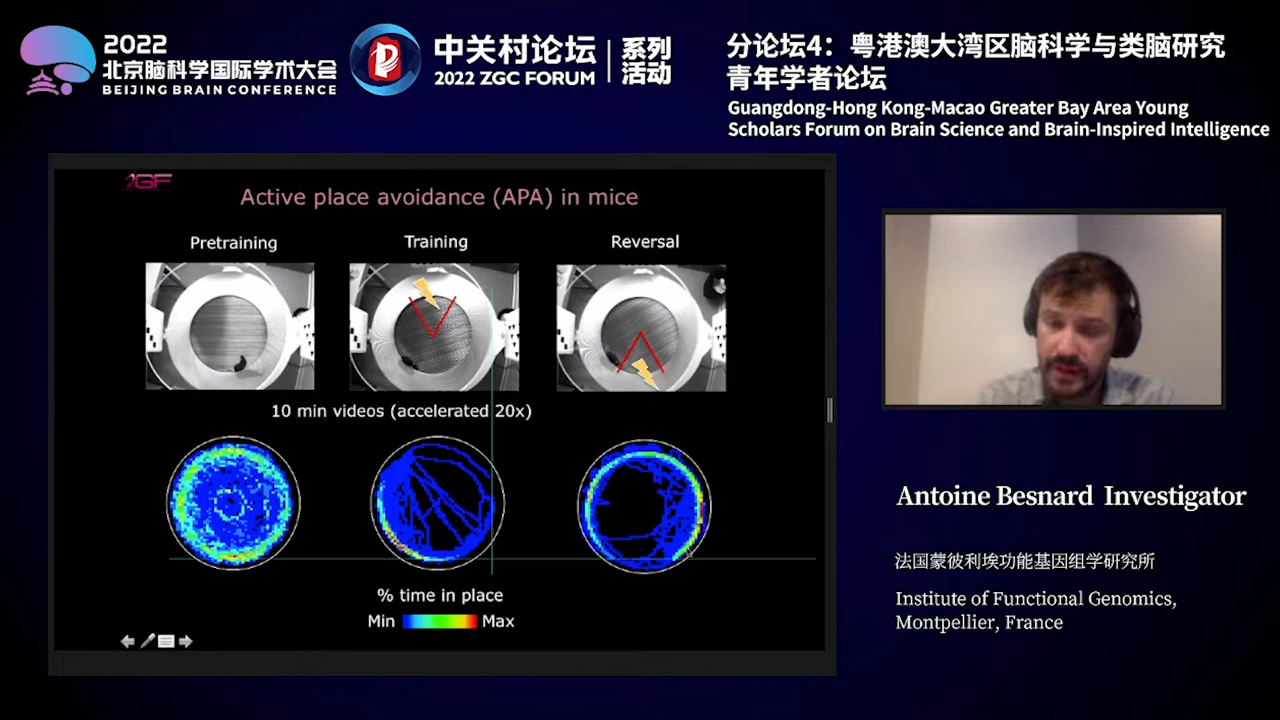 2022
北京脑科学国际学术大会
BEIJING BRAIN CONFERENCE
中关村论坛
2022 ZGC FORUM
系列
活动
分论坛4：粤港澳大湾区脑科学与类脑研究
青年学者论坛
Guangdong-Hong Kong-Macao Greater Bay Area Young
Scholars Forum on Brain Science and Brain-Inspired Intelligence
IGF
Active place avoidance (APA) in mice
Pretraining
Training
Reversal
10 min videos (accelerated 20x)
% time in place
Min
Max
Antoine Besnard Investigator
法国蒙彼利埃功能基因组学研究所
Institute of Functional Genomics,
Montpellier, France